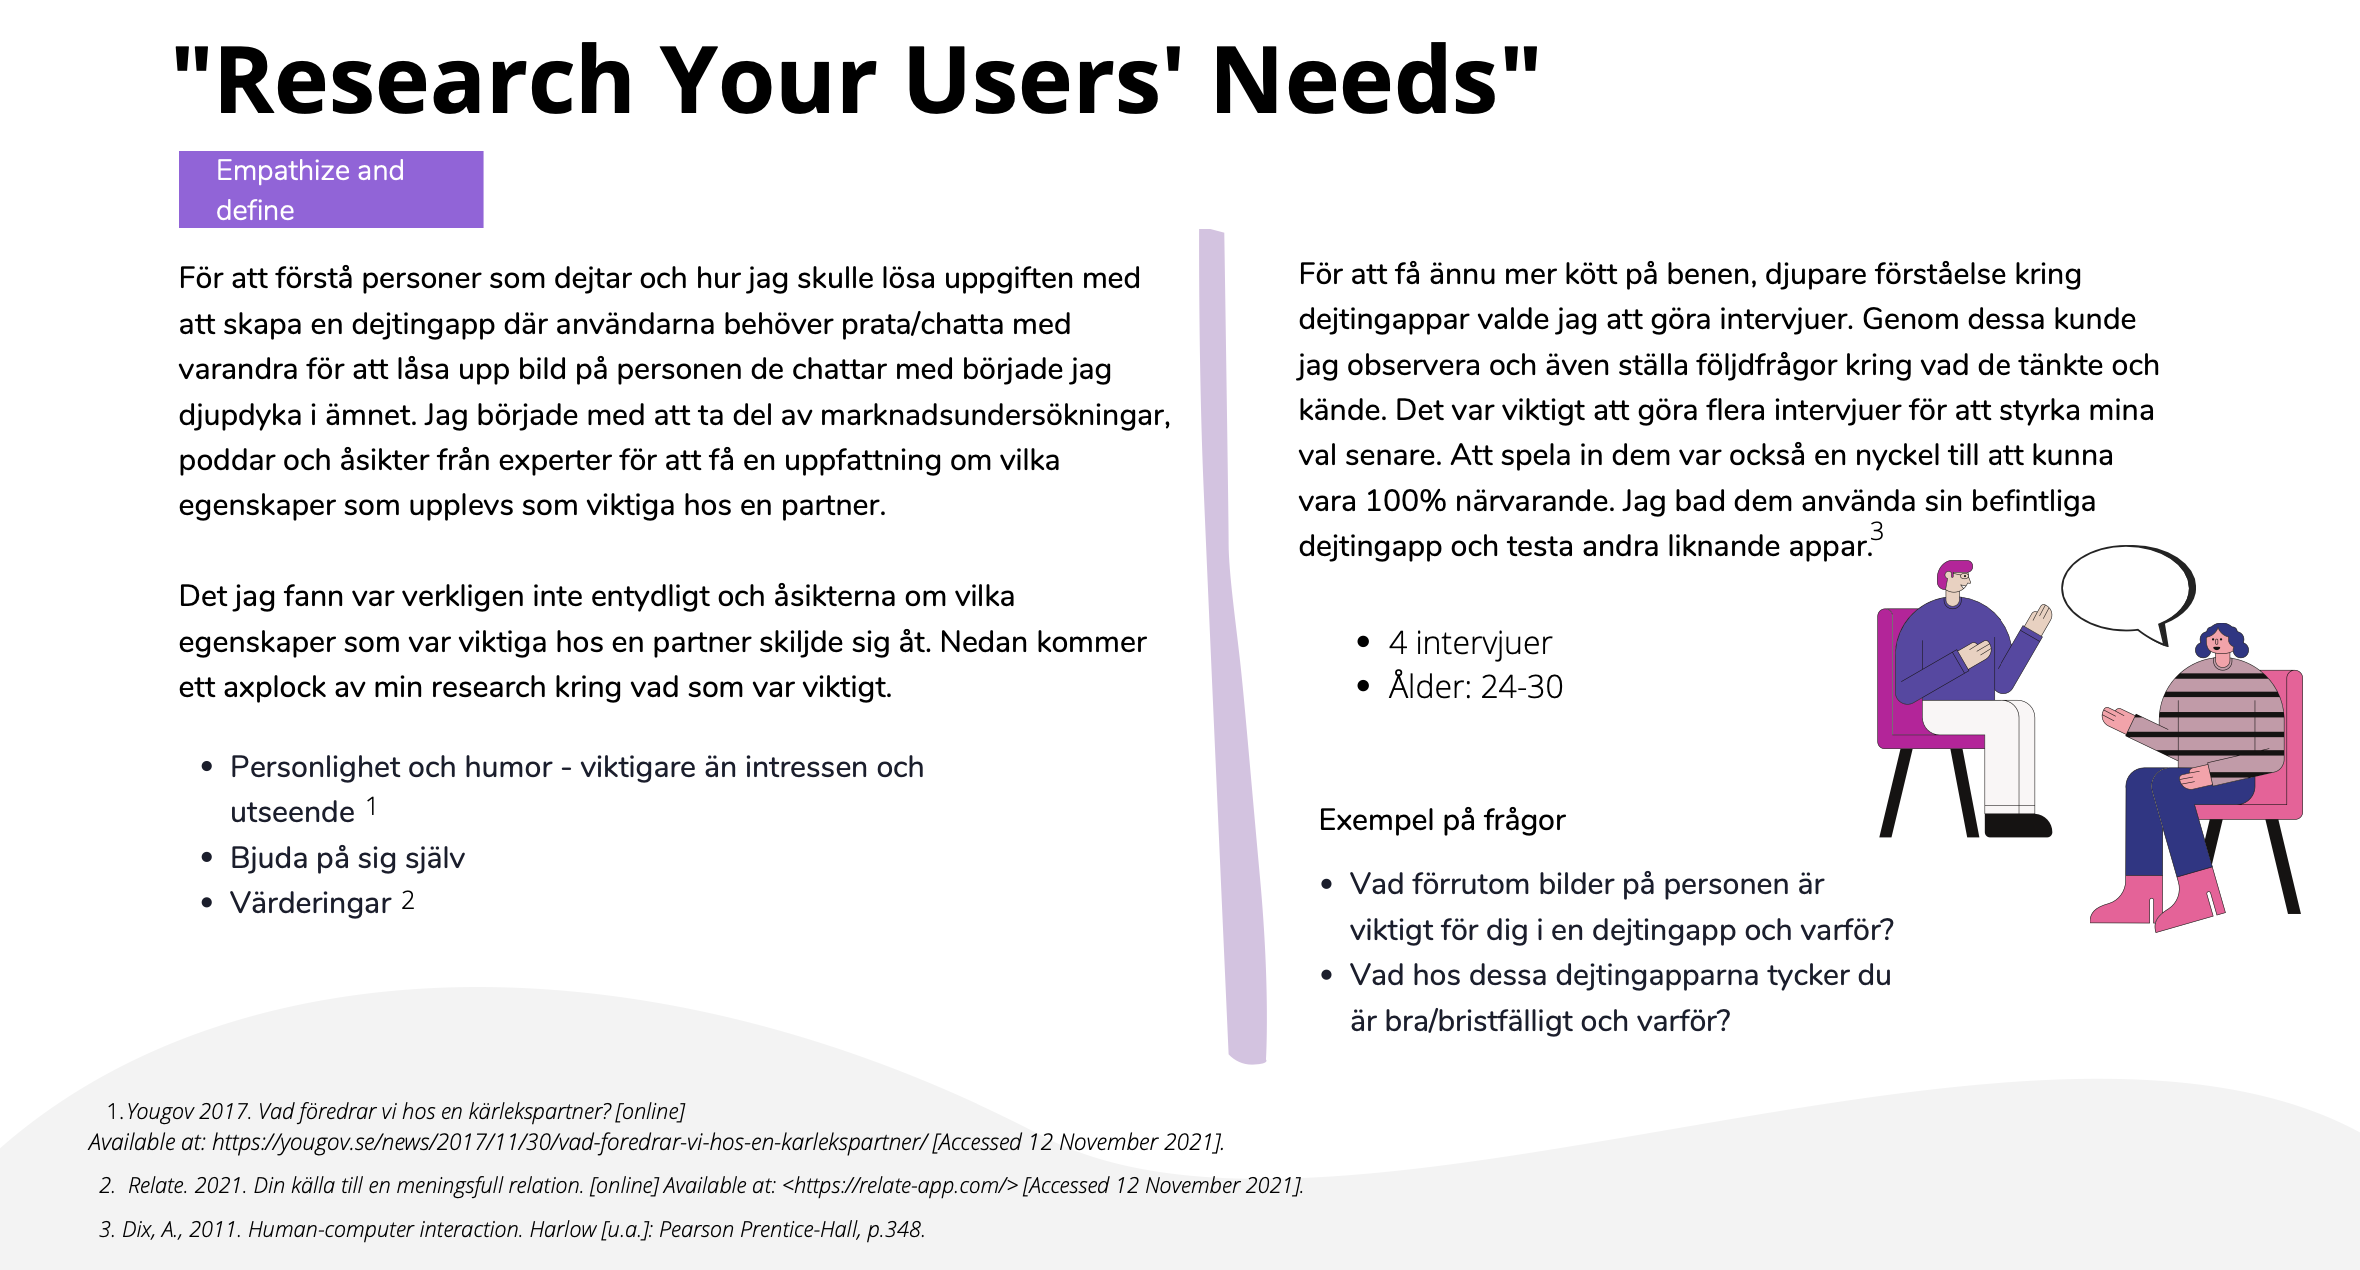 "Research Your Users' Needs"
Empathize and
define
För att förstå personer som dejtar och hur jag skulle lösa uppgiften med
att skapa en dejtingapp där användarna behöver prata/chatta med
varandra för att låsa upp bild på personen de chattar med började jag
djupdyka i ämnet. Jag började med att ta del av marknadsundersökningar,
poddar och åsikter från experter för att få en uppfattning om vilka
egenskaper som upplevs som viktiga hos en partner.
Det jag fann var verkligen inte entydligt och åsikterna om vilka
egenskaper som var viktiga hos en partner skiljde sig åt. Nedan kommer
ett axplock av min research kring vad som var viktigt.
• Personlighet och humor - viktigare än intressen och
utseende 1
• Bjuda på sig själv
• Värderingar 2
För att få ännu mer kött på benen, djupare förståelse kring
dejtingappar valde jag att göra intervjuer. Genom dessa kunde
jag observera och även ställa följdfrågor kring vad de tänkte och
kände. Det var viktigt att göra flera intervjuer för att styrka mina
val senare. Att spela in dem var också en nyckel till att kunna
vara 100% närvarande. Jag bad dem använda sin befintliga
dejtingapp och testa andra liknande appar.3
• 4 intervjuer
• Ålder: 24-30
Exempel på frågor
• Vad förrutom bilder på personen är
viktigt för dig i en dejtingapp och varför?
• Vad hos dessa dejtingapparna tycker du
är bra/bristfälligt och varför?
1. Yougov 2017. Vad föredrar vi hos en kärlekspartner? [online]
Available at: https://yougov.se/news/2017/11/30/vad-foredrar-vi-hos-en-karlekspartner/ [Accessed 12 November 2021].
2. Relate. 2021. Din källa till en meningsfull relation. [online] Available at: <https://relate-app.com/> [Accessed 12 November 2021].
3. Dix, A., 2011. Human-computer interaction. Harlow [u.a.]: Pearson Prentice-Hall, p.348.